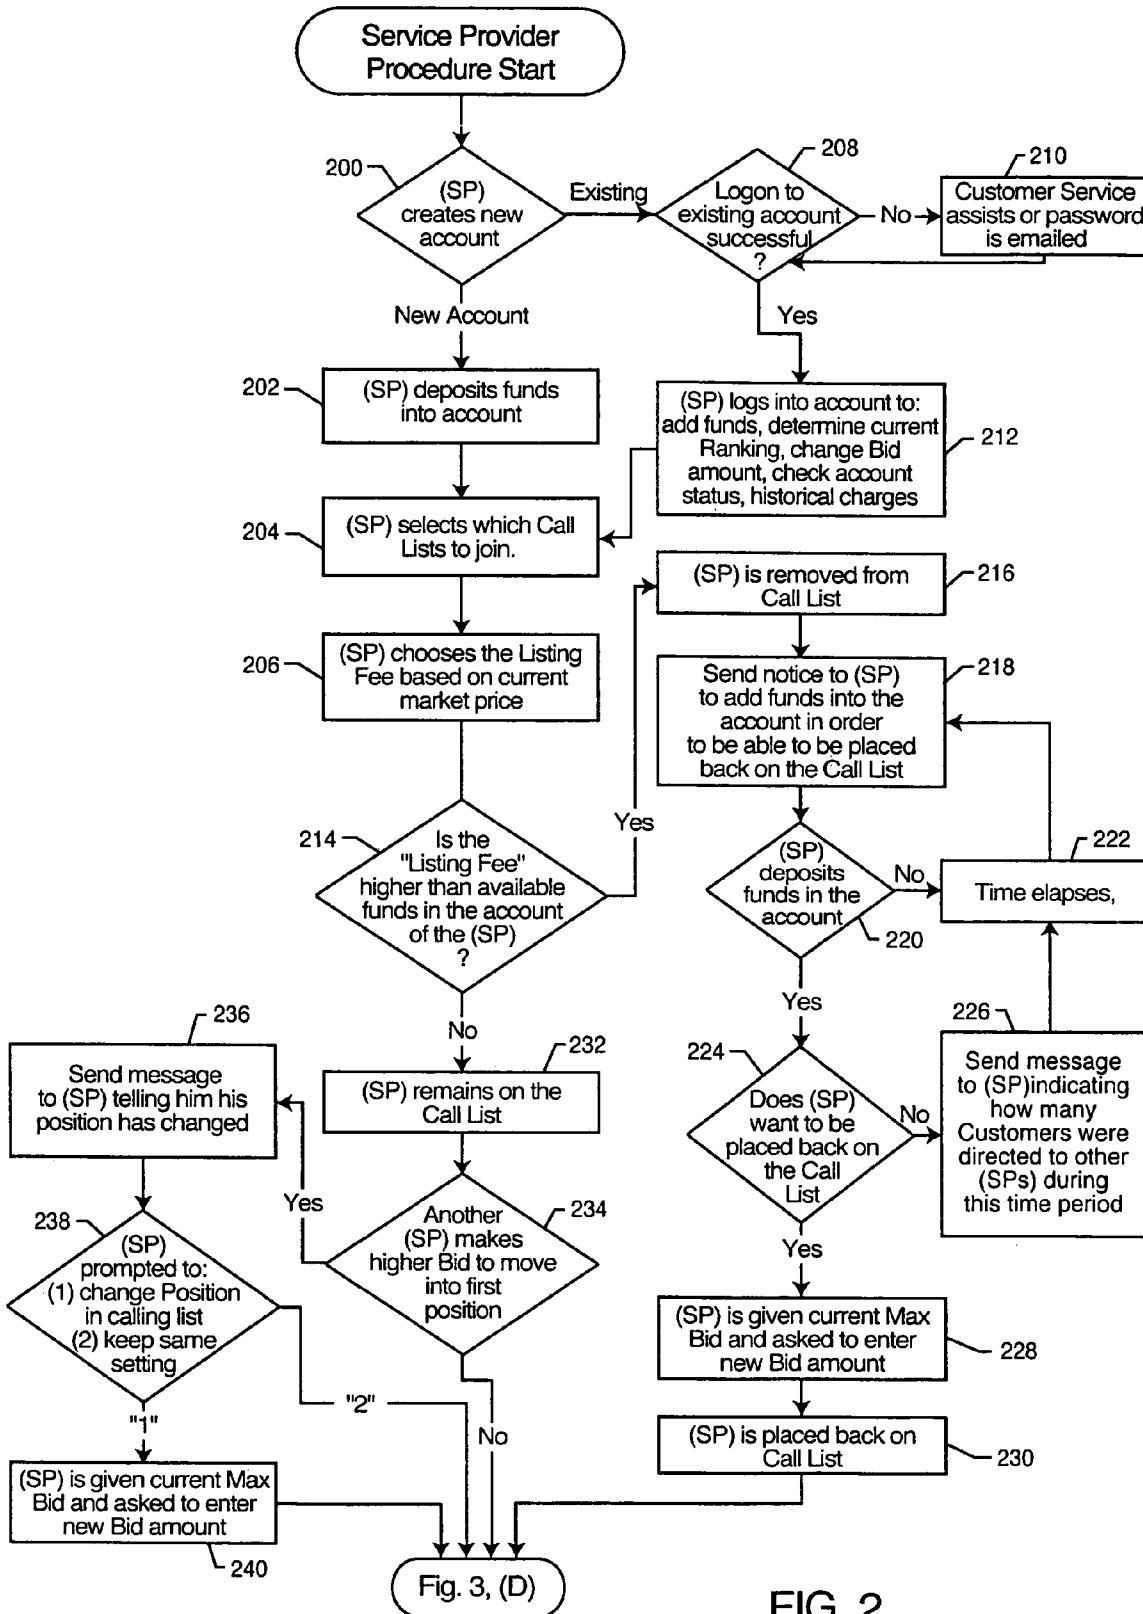 Service Provider
Procedure Start
200
(SP)
creates new
account
Existing
208
Logon to
existing account
successful
?
No
210
Customer Service
assists or password
is emailed
New Account
Yes
202
(SP) deposits funds
into account
(SP) logs into account to:
add funds, determine current
Ranking, change Bid
amount, check account
status, historical charges
212
204
(SP) selects which Call
Lists to join.
(SP) is removed from
Call List
216
206
(SP) chooses the Listing
Fee based on current
market price
Send notice to (SP)
to add funds into the
account in order
to be able to be placed
back on the Call List
218
214
Is the
"Listing Fee"
higher than available
funds in the account
of the (SP)
?
Yes
(SP)
deposits
funds in the
account
220
No
222
Time elapses,
No
Yes
236
Send message
to (SP) telling him his
position has changed
232
(SP) remains on the
Call List
224
Does (SP)
want to be
placed back on
the Call
List
No
226
Send message
to (SP)indicating
how many
Customers were
directed to other
(SPs) during
this time period
Yes
234
Another
(SP) makes
higher Bid to move
into first
position
238
(SP)
prompted to:
(1) change Position
in calling list
(2) keep same
setting
Yes
(SP) is given current Max
Bid and asked to enter
new Bid amount
228
"1"
"2"
No
(SP) is placed back on
Call List
230
(SP) is given current Max
Bid and asked to enter
new Bid amount
240
Fig. 3, (D)
FIG. 2